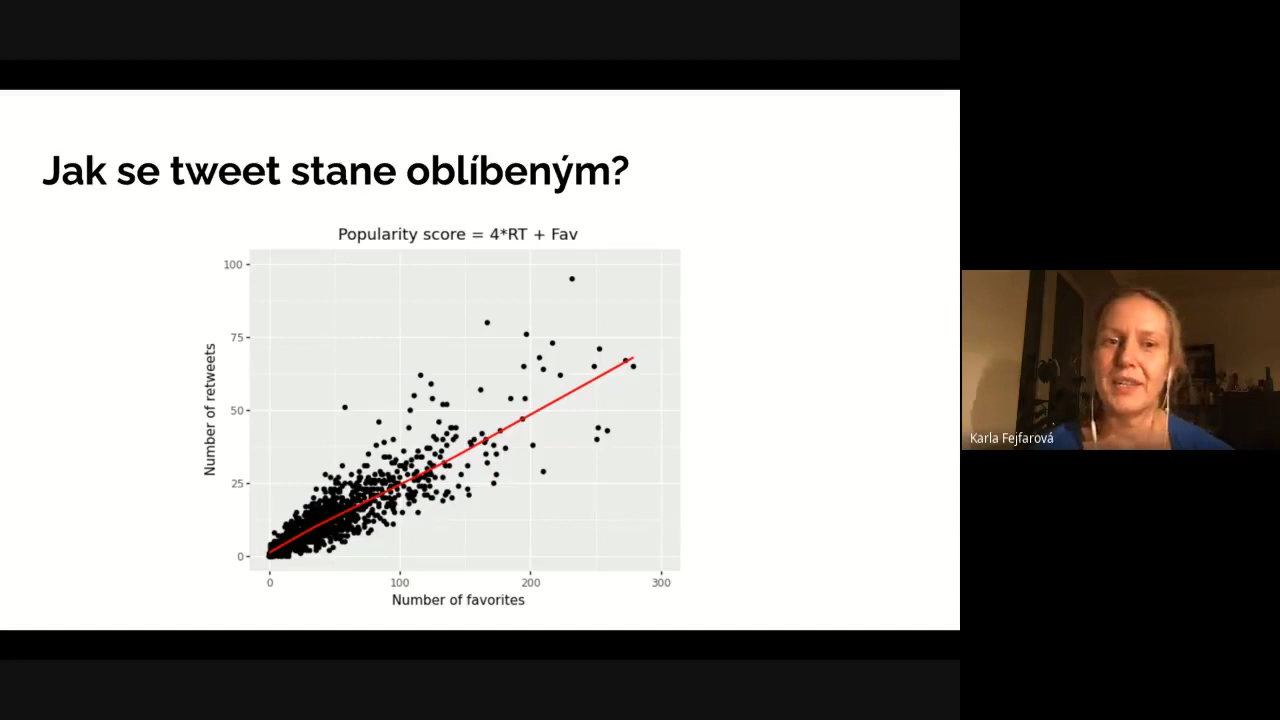 Jak se tweet stane oblíbeným?
Popularity score = 4*RT + Fav
100
75
50
25
0
Number of retweets
0
100
200
300
Number of favorites
Karla Fejfarová